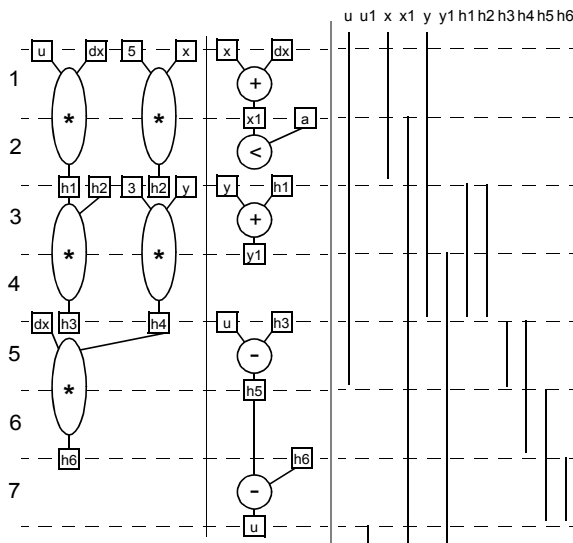 u u1 x x1 y y1 h1 h2 h3 h4 h5 h6
u dx 5 x x dx
1
* * +
x1 a
2
<
h1 h2 3 h2 y y h1
3
* * +
y1
4
dx h3 h4 u h3
5
* -
h5
6
h6 h6
7
-
u